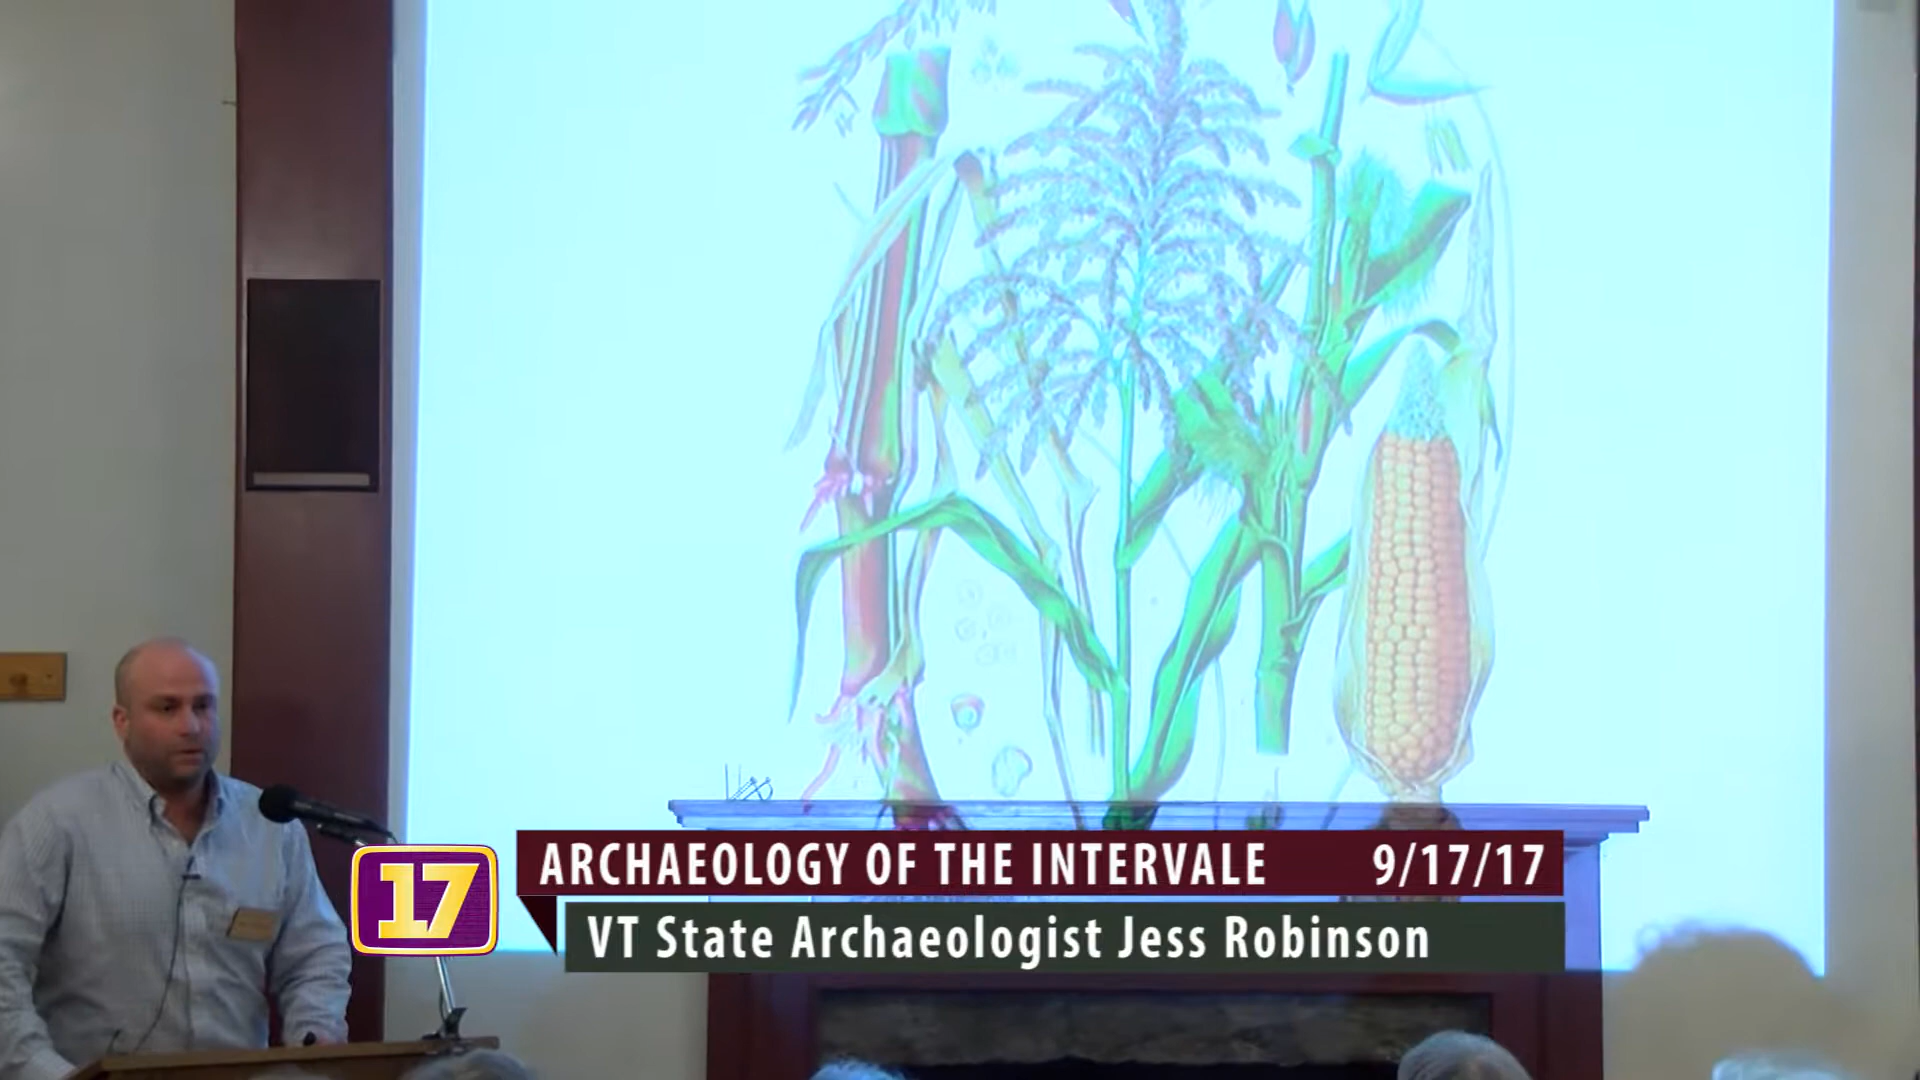 17
ARCHAEOLOGY OF THE INTERVALE 9/17/17
VT State Archaeologist Jess Robinson